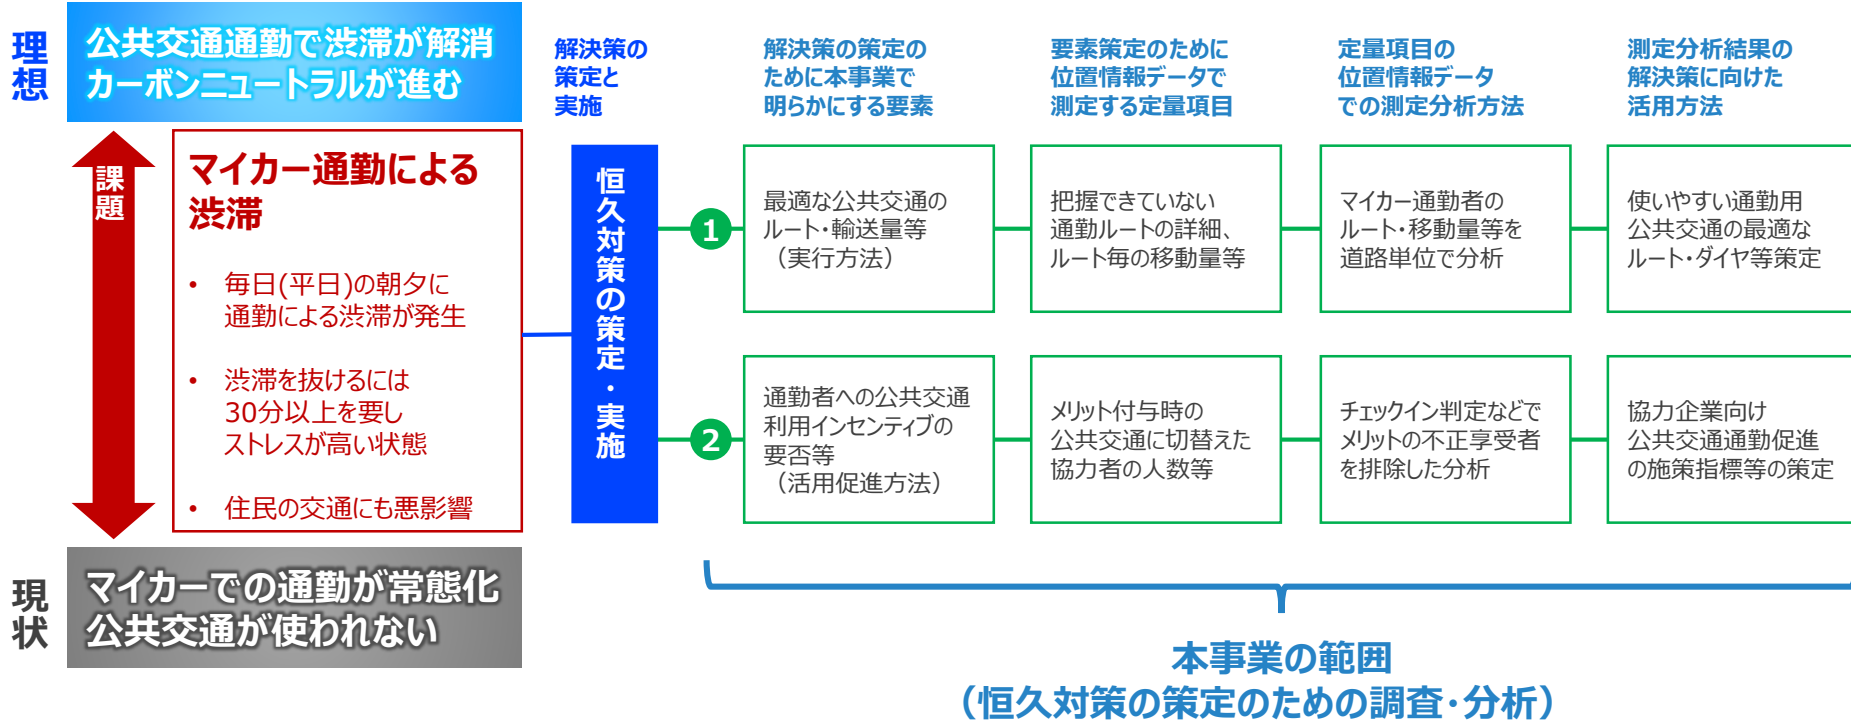 理想
公共交通通勤で渋滞が解消
カーボンニュートラルが進む
課題
マイカー通勤による
渋滞
• 毎日(平日)の朝夕に
通勤による渋滞が発生
• 渋滞を抜けるには
30分以上を要し
ストレスが高い状態
• 住民の交通にも悪影響
現状
マイカーでの通勤が常態化
公共交通が使われない
解決策の
策定と
実施
恒久対策の策定・実施
解決策の策定の
ために本事業で
明らかにする要素
要素策定のために
位置情報データで
測定する定量項目
定量項目の
位置情報データ
での測定分析方法
測定分析結果の
解決策に向けた
活用方法
1
最適な公共交通の
ルート・輸送量等
（実行方法）
把握できていない
通勤ルートの詳細、
ルート毎の移動量等
マイカー通勤者の
ルート・移動量等を
道路単位で分析
使いやすい通勤用
公共交通の最適な
ルート・ダイヤ等策定
2
通勤者への公共交通
利用インセンティブの
要否等
（活用促進方法）
メリット付与時の
公共交通に切替えた
協力者の人数等
チェックイン判定などで
メリットの不正享受者
を排除した分析
協力企業向け
公共交通通勤促進
の施策指標等の策定
本事業の範囲
（恒久対策の策定のための調査・分析）